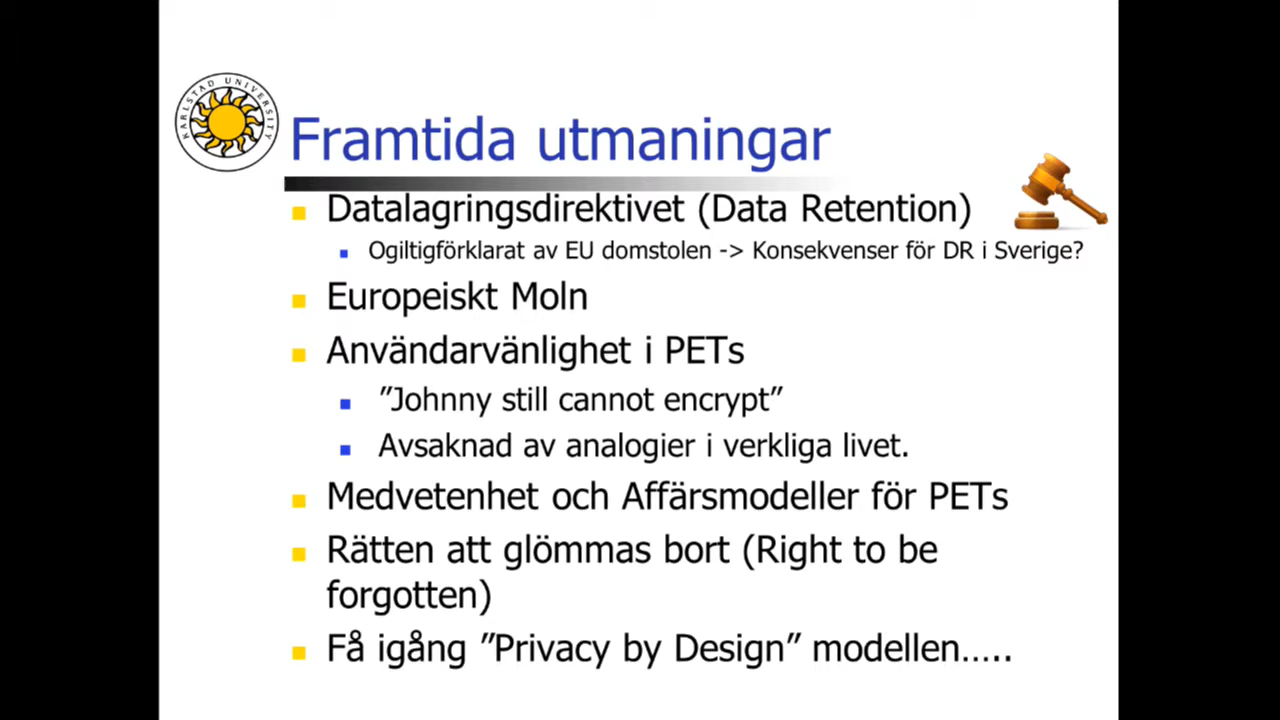 KARLSTAD UNIVERSITY
Framtida utmaningar
Datalagringsdirektivet (Data Retention)
Ogiltigförklarat av EU domstolen -> Konsekvenser för DR i Sverige?
Europeiskt Moln
Användarvänlighet i PETs
”Johnny still cannot encrypt”
Avsaknad av analogier i verkliga livet.
Medvetenhet och Affärsmodeller för PETs
Rätten att glömmas bort (Right to be
forgotten)
Få igång ”Privacy by Design” modellen…..